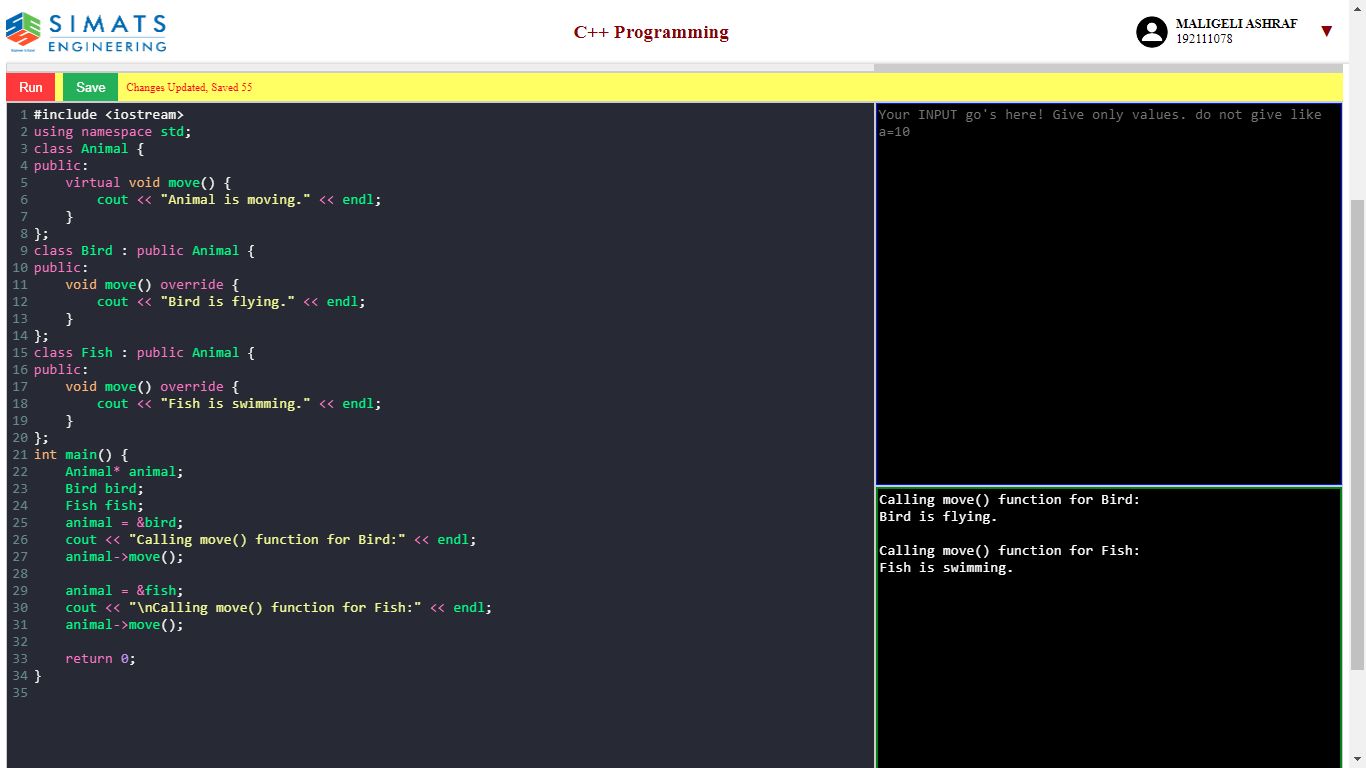 SIMATS
ENGINEERING
C++ Programming
MALIGELI ASHRAF
192111078
▼
Run
Save
Changes Updated, Saved 55
1 #include <iostream>
2 using namespace std;
3 class Animal {
4 public:
5     virtual void move() {
6         cout << "Animal is moving." << endl;
7     }
8 };
9 class Bird : public Animal {
10 public:
11     void move() override {
12         cout << "Bird is flying." << endl;
13     }
14 };
15 class Fish : public Animal {
16 public:
17     void move() override {
18         cout << "Fish is swimming." << endl;
19     }
20 };
21 int main() {
22     Animal* animal;
23     Bird bird;
24     Fish fish;
25     animal = &bird;
26     cout << "Calling move() function for Bird:" << endl;
27     animal->move();
28
29     animal = &fish;
30     cout << "\nCalling move() function for Fish:" << endl;
31     animal->move();
32
33     return 0;
34 }
35
Your INPUT go's here! Give only values. do not give like
a=10
Calling move() function for Bird:
Bird is flying.

Calling move() function for Fish:
Fish is swimming.